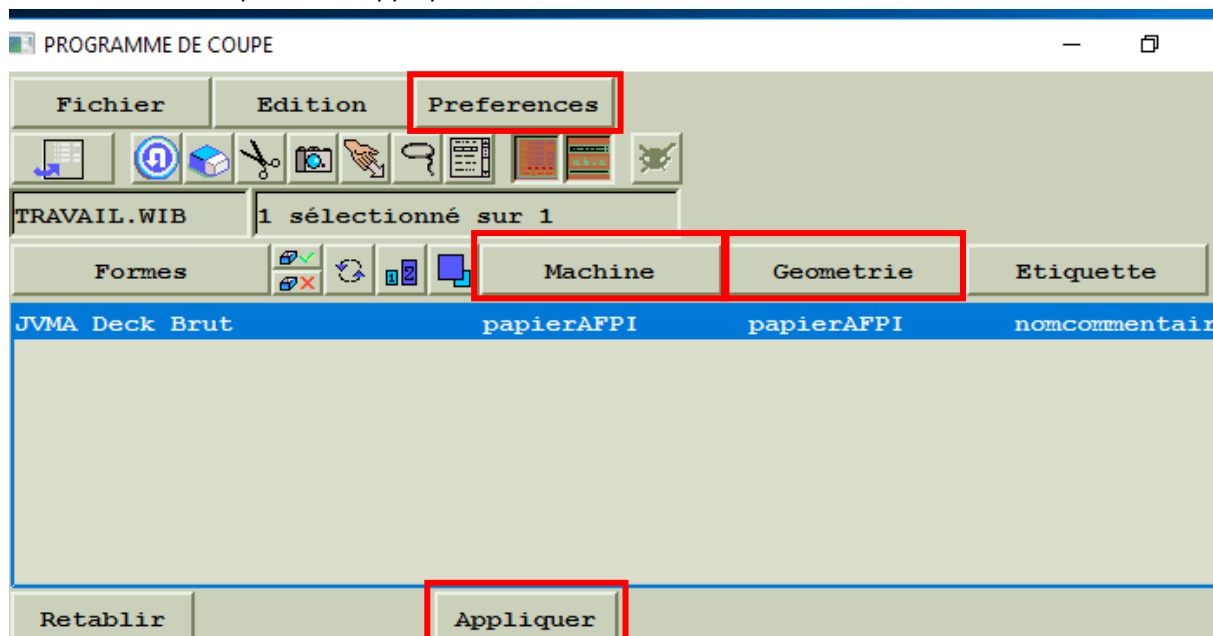 PROGRAMME DE COUPE
Fichier Edition Preferences
TRAVAIL.WIB 1 sélectionné sur 1
Formes Machine Geometrie Etiquette
JVMA Deck Brut papierAFPI papierAFPI nomcommentair
Retablir Appliquer